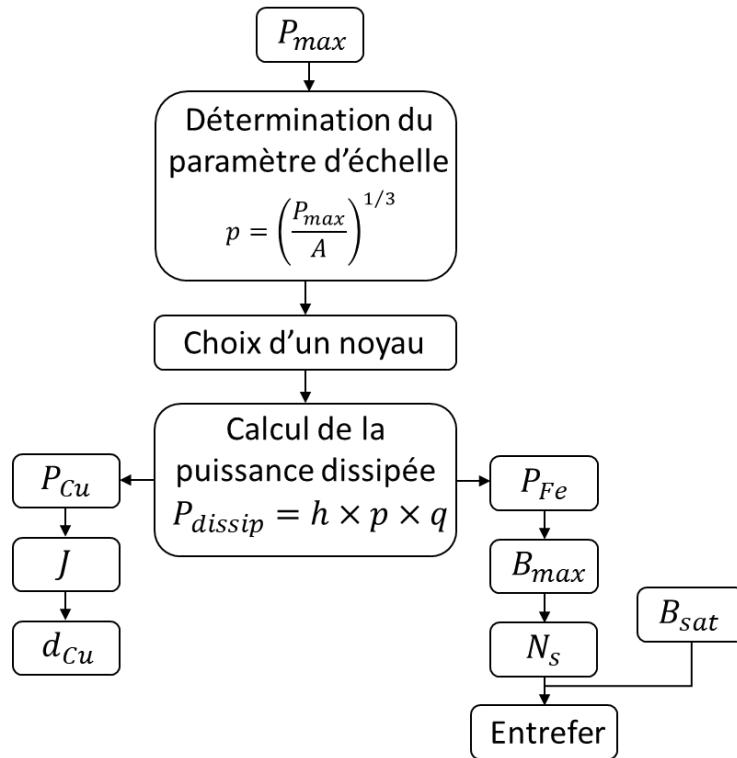 P_max
Détermination du
paramètre d'échelle
p = (P_max / A)^1/3
Choix d'un noyau
Calcul de la
puissance dissipée
P_dissip = h × p × q
P_Cu
J
d_Cu
P_Fe
B_max
N_s
B_sat
Entrefer